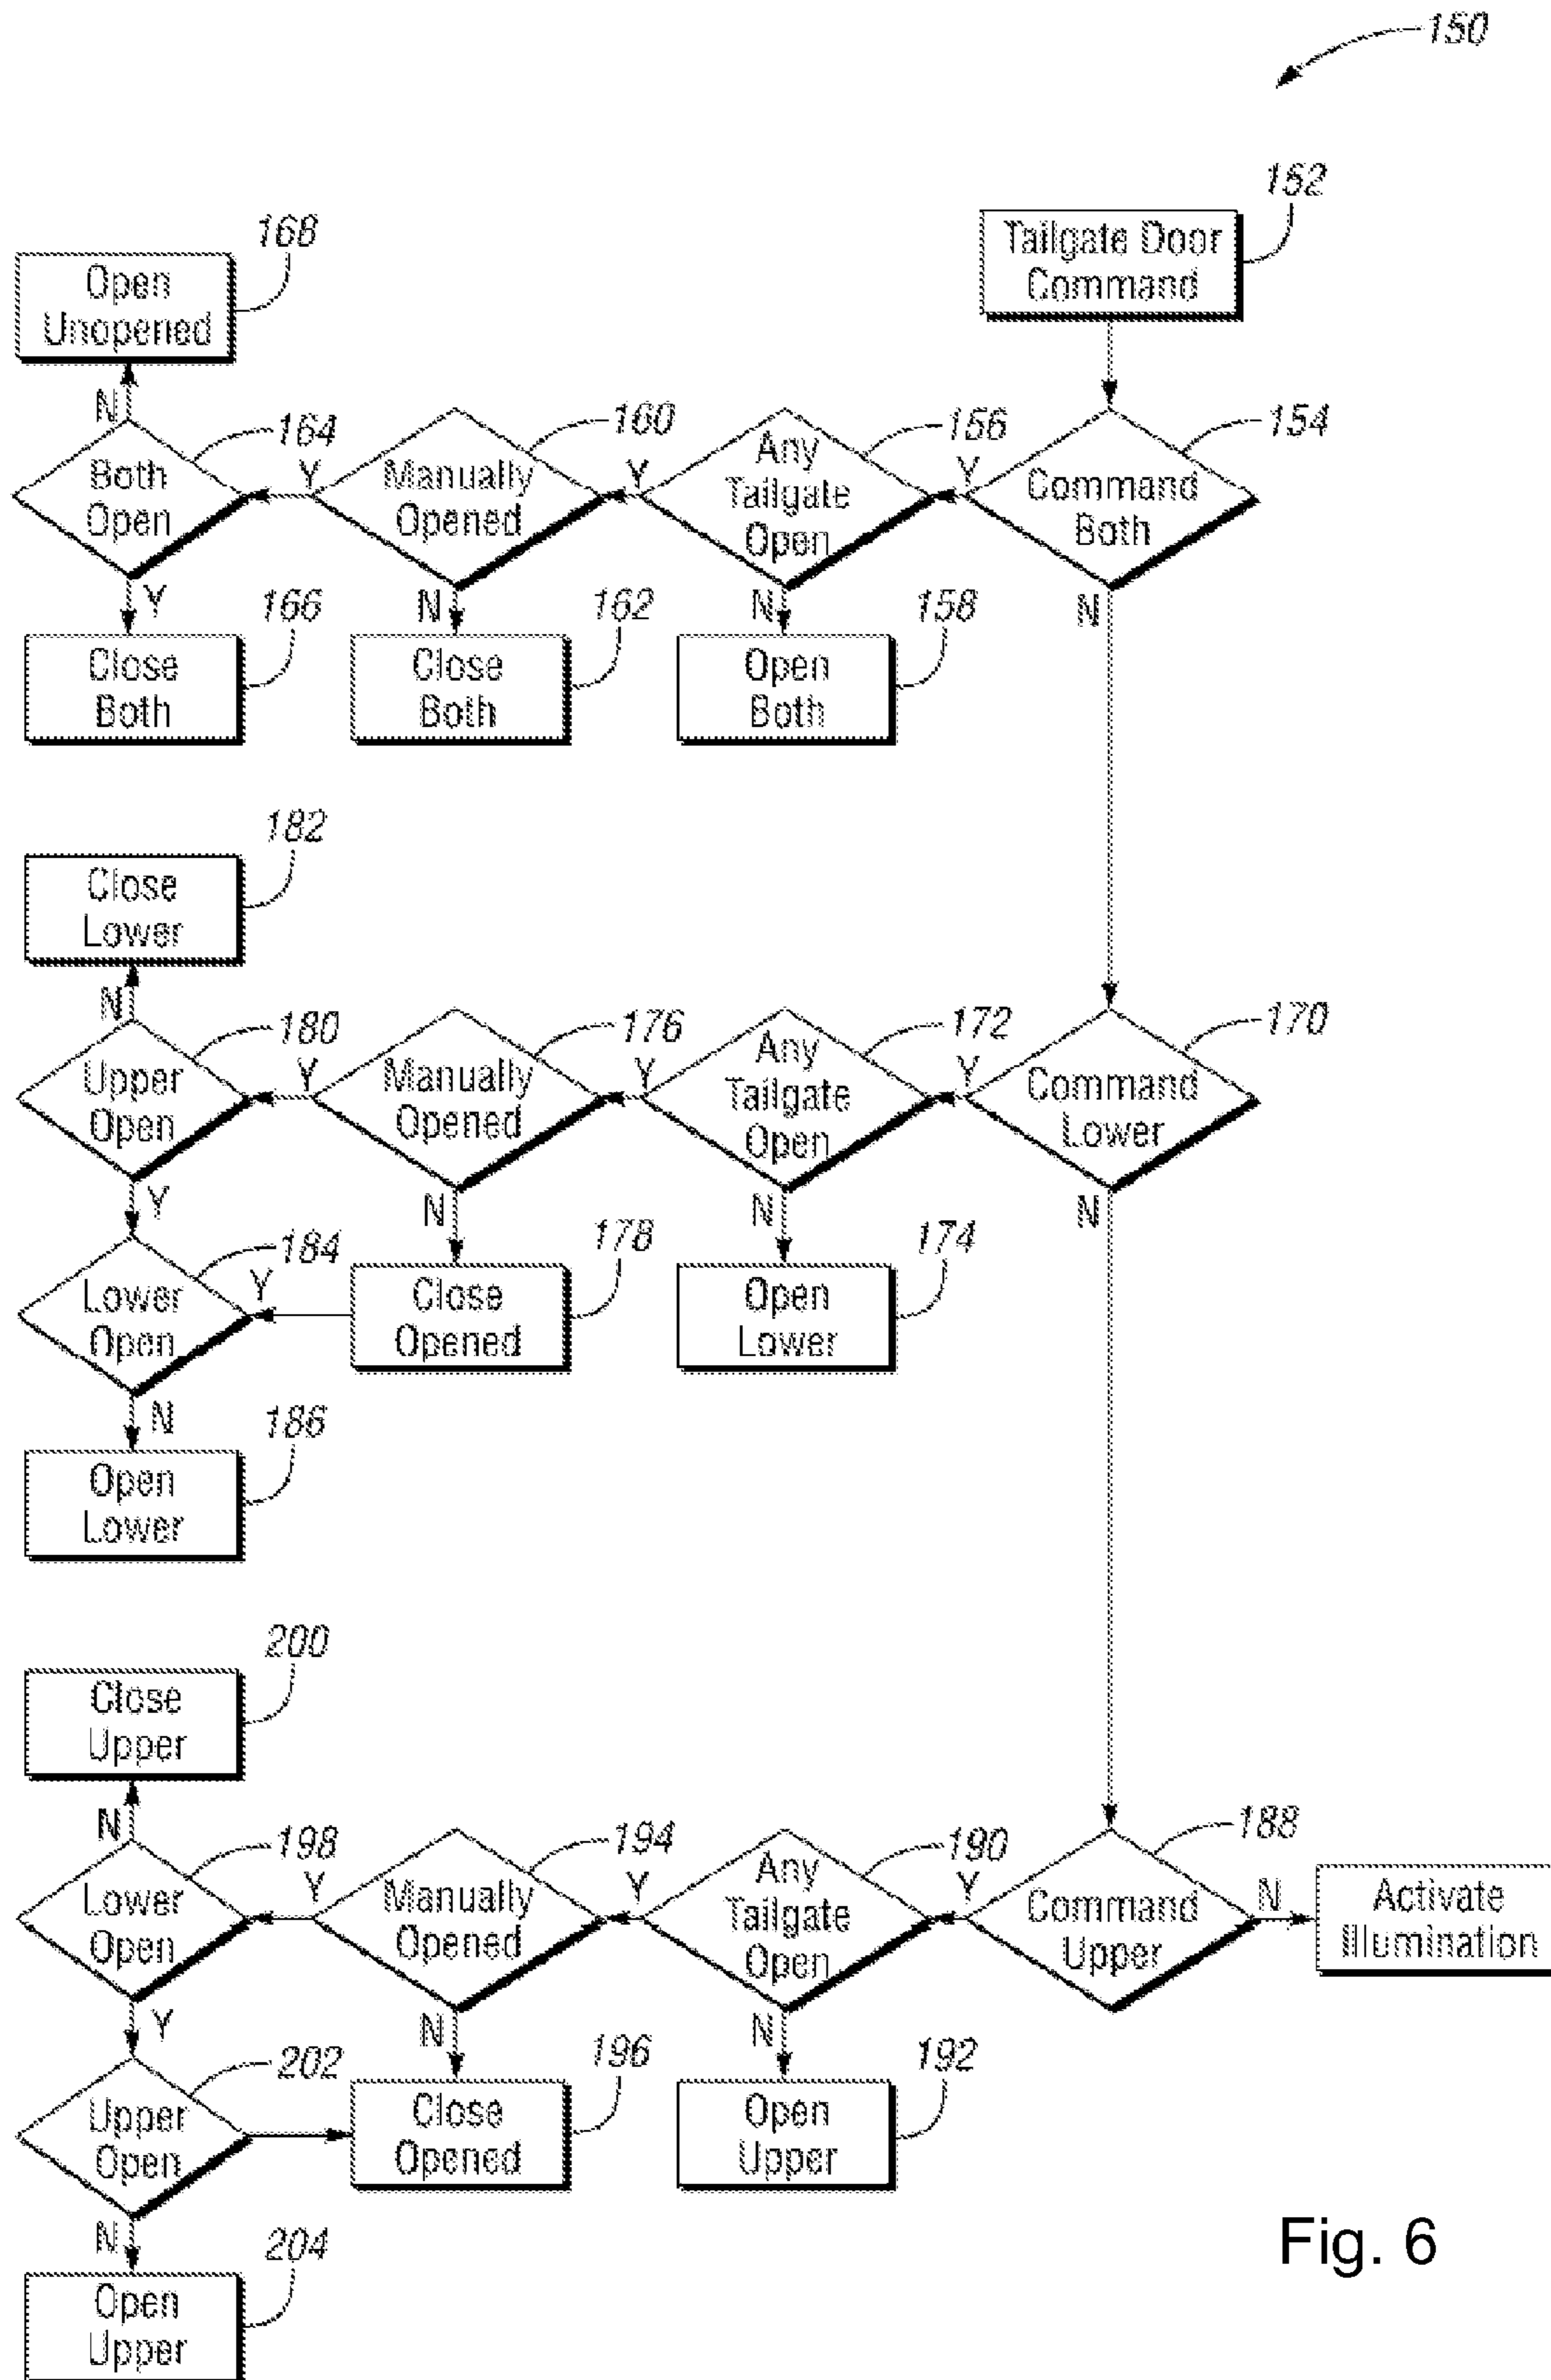 150
152
Tailgate Door
Command
168
Open
Unopened
N
164
Both
Open
Y
160
Manually
Opened
Y
156
Any
Tailgate
Open
Y
154
Command
Both
Y
166
Close
Both
N
162
Close
Both
N
158
Open
Both
N
182
Close
Lower
N
180
Upper
Open
Y
176
Manually
Opened
Y
172
Any
Tailgate
Open
Y
170
Command
Lower
Y
184
Lower
Open
Y
N
178
Close
Opened
N
174
Open
Lower
N
N
186
Open
Lower
200
Close
Upper
N
198
Lower
Open
Y
194
Manually
Opened
Y
190
Any
Tailgate
Open
Y
188
Command
Upper
N
Activate
Illumination
Y
202
Upper
Open
N
196
Close
Opened
N
192
Open
Upper
N
204
Open
Upper
Fig. 6